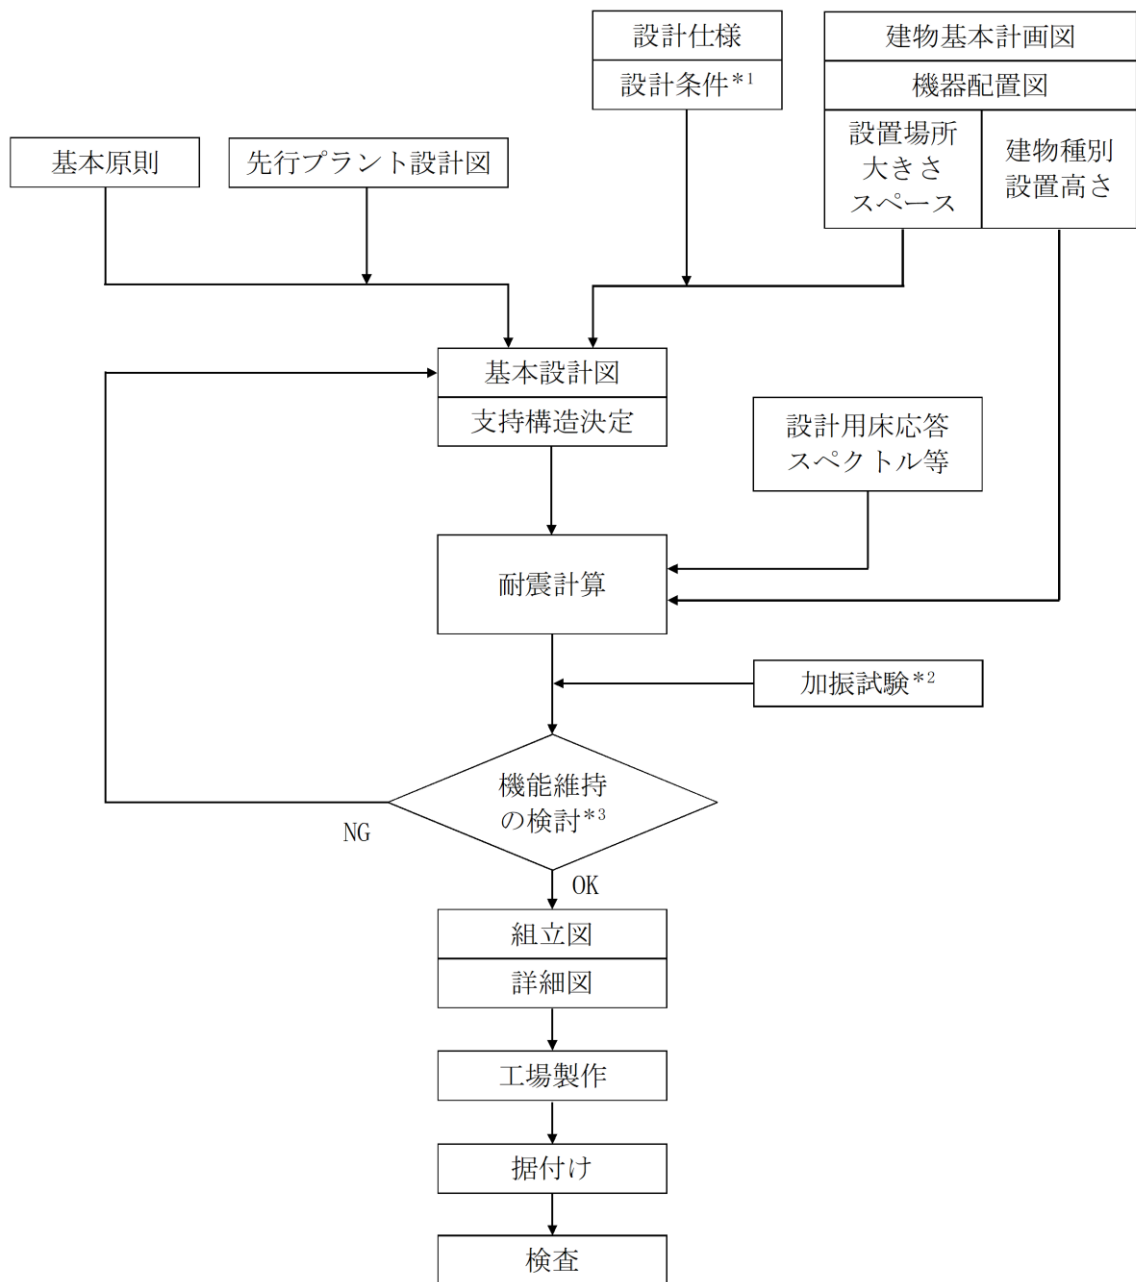 設計仕様
設計条件*1
建物基本計画図
機器配置図
設置場所
大きさ
スペース
建物種別
設置高さ
基本原則
先行プラント設計図
基本設計図
支持構造決定
設計用床応答
スペクトル等
耐震計算
加振試験*2
機能維持
の検討*3
NG
OK
組立図
詳細図
工場製作
据付け
検査